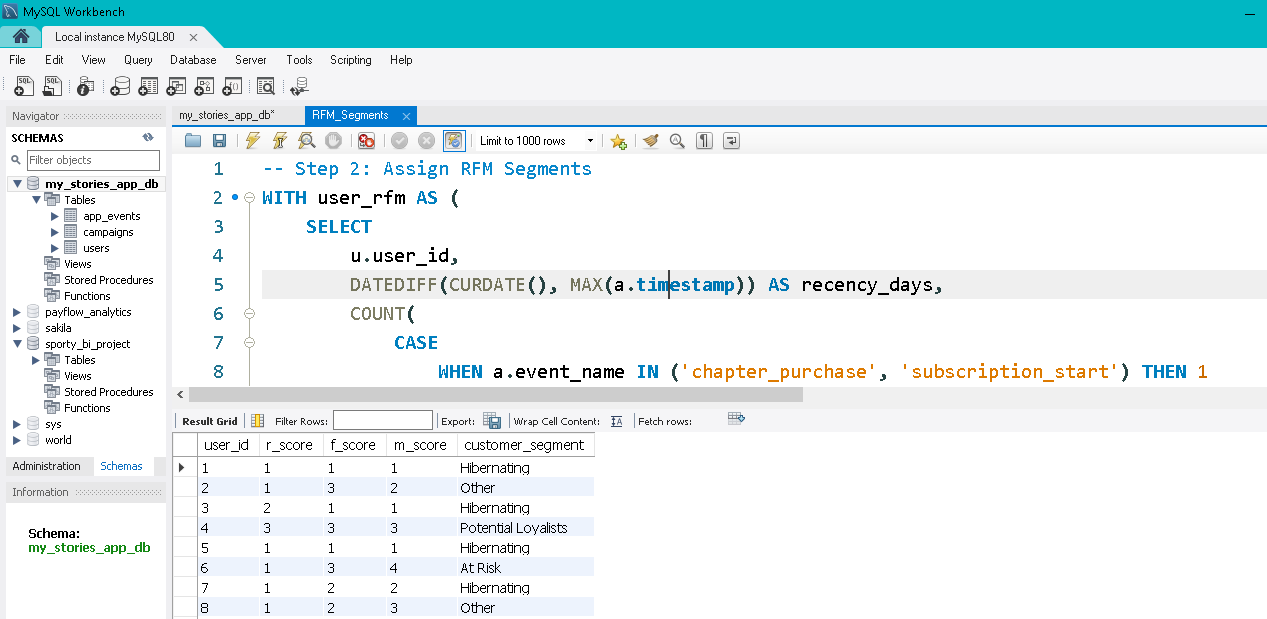 MySQL Workbench
Local instance MySQL80
File Edit View Query Database Server Tools Scripting Help
Navigator
SCHEMAS
Filter objects
my_stories_app_db
Tables
app_events
campaigns
users
Views
Stored Procedures
Functions
payflow_analytics
sakila
sporty_bi_project
Tables
Views
Stored Procedures
Functions
sys
world
Administration Schemas
Information
Schema:
my_stories_app_db
my_stories_app_db* RFM_Segments
Limit to 1000 rows
1 -- Step 2: Assign RFM Segments
2 WITH user_rfm AS (
3 SELECT
4 u.user_id,
5 DATEDIFF(CURDATE(), MAX(a.timestamp)) AS recency_days,
6 COUNT(
7 CASE
8 WHEN a.event_name IN ('chapter_purchase', 'subscription_start') THEN 1
Result Grid Filter Rows: Export: Wrap Cell Content: Fetch rows:
user_id r_score f_score m_score customer_segment
1 1 1 1 Hibernating
2 1 3 2 Other
3 2 1 1 Hibernating
4 3 3 3 Potential Loyalists
5 1 1 1 Hibernating
6 1 3 4 At Risk
7 1 2 2 Hibernating
8 1 2 3 Other